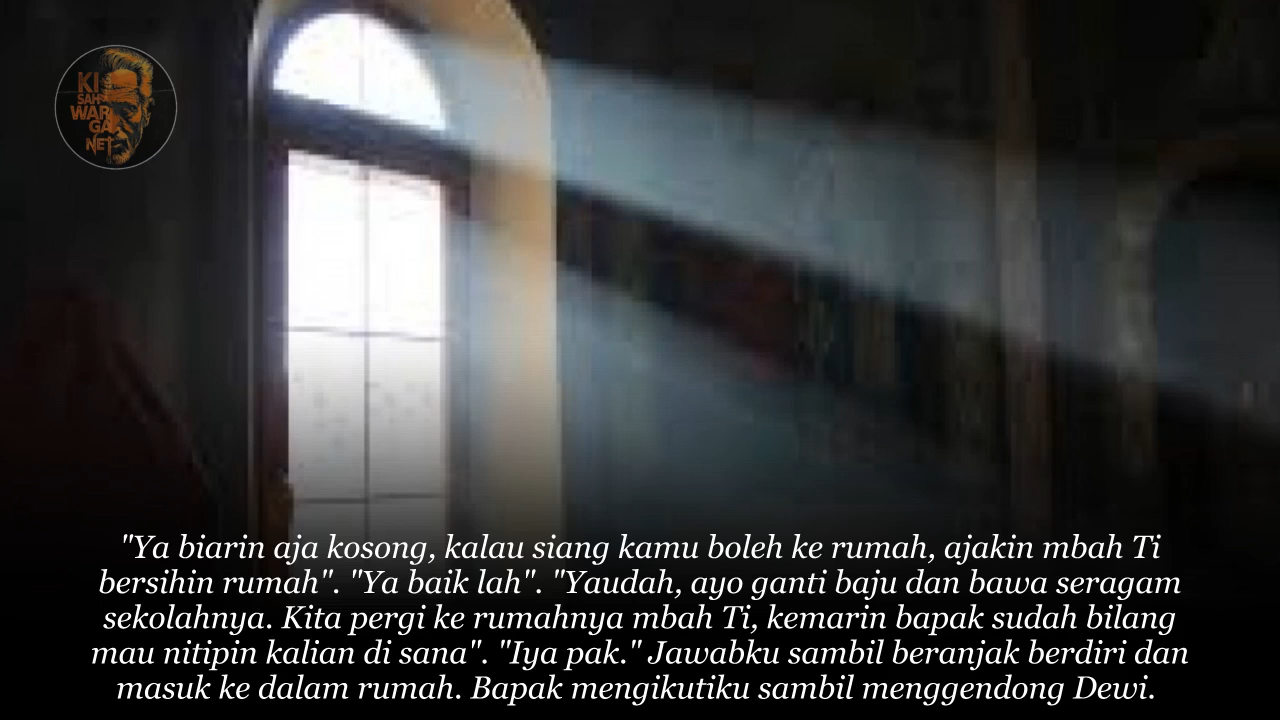 KI
SAH
WAR
GA
NET
"Ya biarin aja kosong, kalau siang kamu boleh ke rumah, ajakin mbah Ti
bersihin rumah". "Ya baik lah". "Yaudah, ayo ganti baju dan bawa seragam
sekolahnya. Kita pergi ke rumahnya mbah Ti, kemarin bapak sudah bilang
mau nitipin kalian di sana". "Iya pak." Jawabku sambil beranjak berdiri dan
masuk ke dalam rumah. Bapak mengikutiku sambil menggendong Dewi.